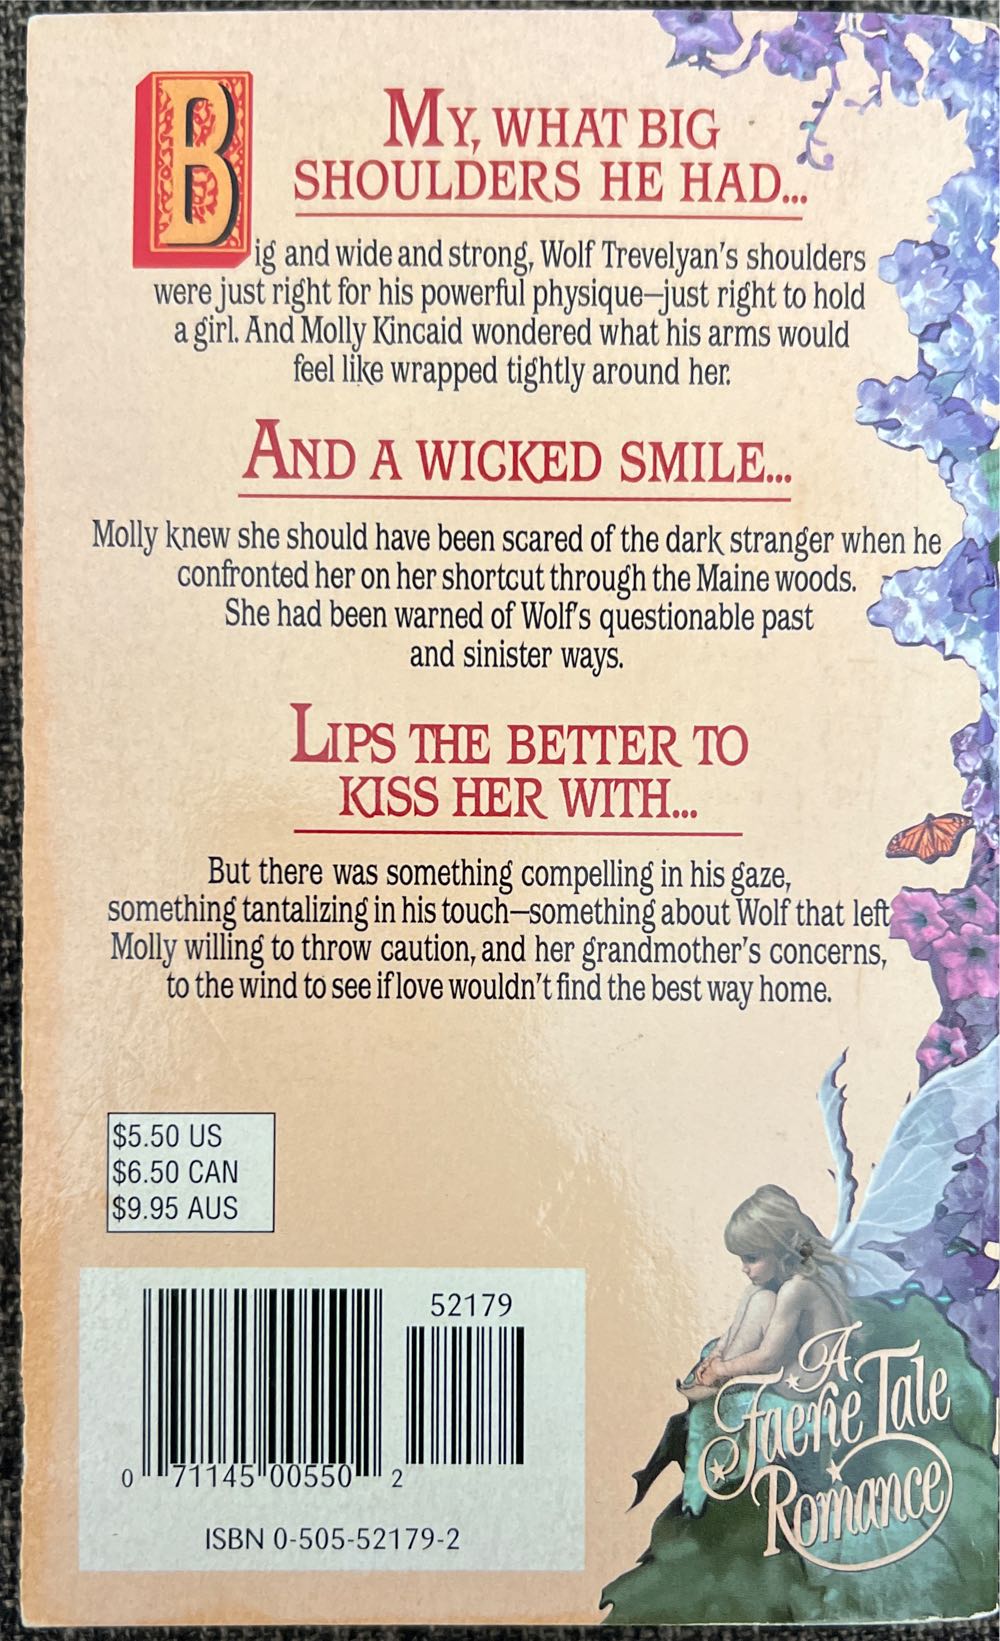 MY, WHAT BIG
SHOULDERS HE HAD...
Big and wide and strong, Wolf Trevelyan's shoulders
were just right for his powerful physique—just right to hold
a girl. And Molly Kincaid wondered what his arms would
feel like wrapped tightly around her.
AND A WICKED SMILE...
Molly knew she should have been scared of the dark stranger when he
confronted her on her shortcut through the Maine woods.
She had been warned of Wolf's questionable past
and sinister ways.
LIPS THE BETTER TO
KISS HER WITH...
But there was something compelling in his gaze,
something tantalizing in his touch—something about Wolf that left
Molly willing to throw caution, and her grandmother's concerns,
to the wind to see if love wouldn't find the best way home.
$5.50 US
$6.50 CAN
$9.95 AUS
52179
0 71145 00550 2
ISBN 0-505-52179-2
A
Faerie Tale
Romance